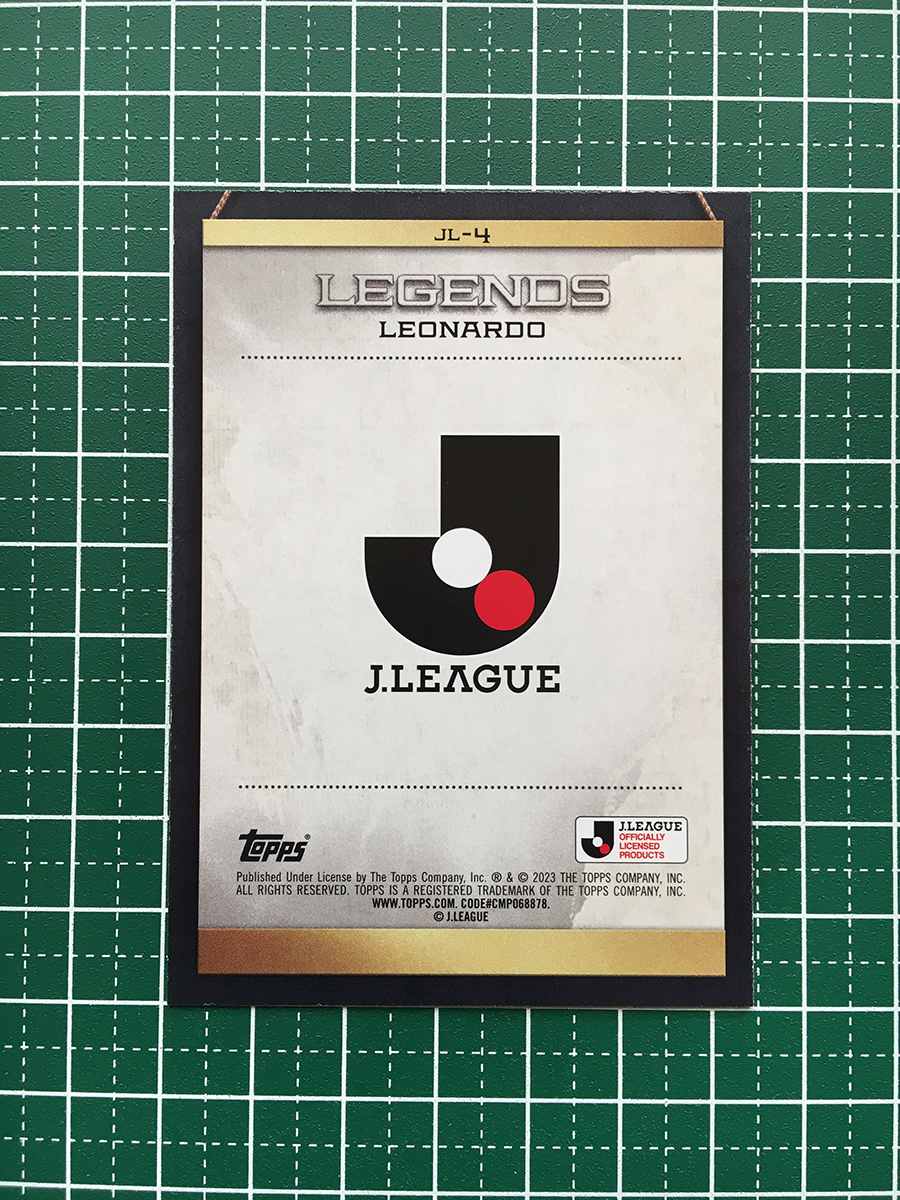 JL-4
LEGENDS
LEONARDO
J.LEAGUE
topps®
J.LEAGUE
OFFICIALLY
LICENSED
PRODUCTS
Published Under License by The Topps Company, Inc. ® & © 2023 THE TOPPS COMPANY, INC.
ALL RIGHTS RESERVED. TOPPS IS A REGISTERED TRADEMARK OF THE TOPPS COMPANY, INC.
WWW.TOPPS.COM. CODE#CMP068878.
© J.LEAGUE